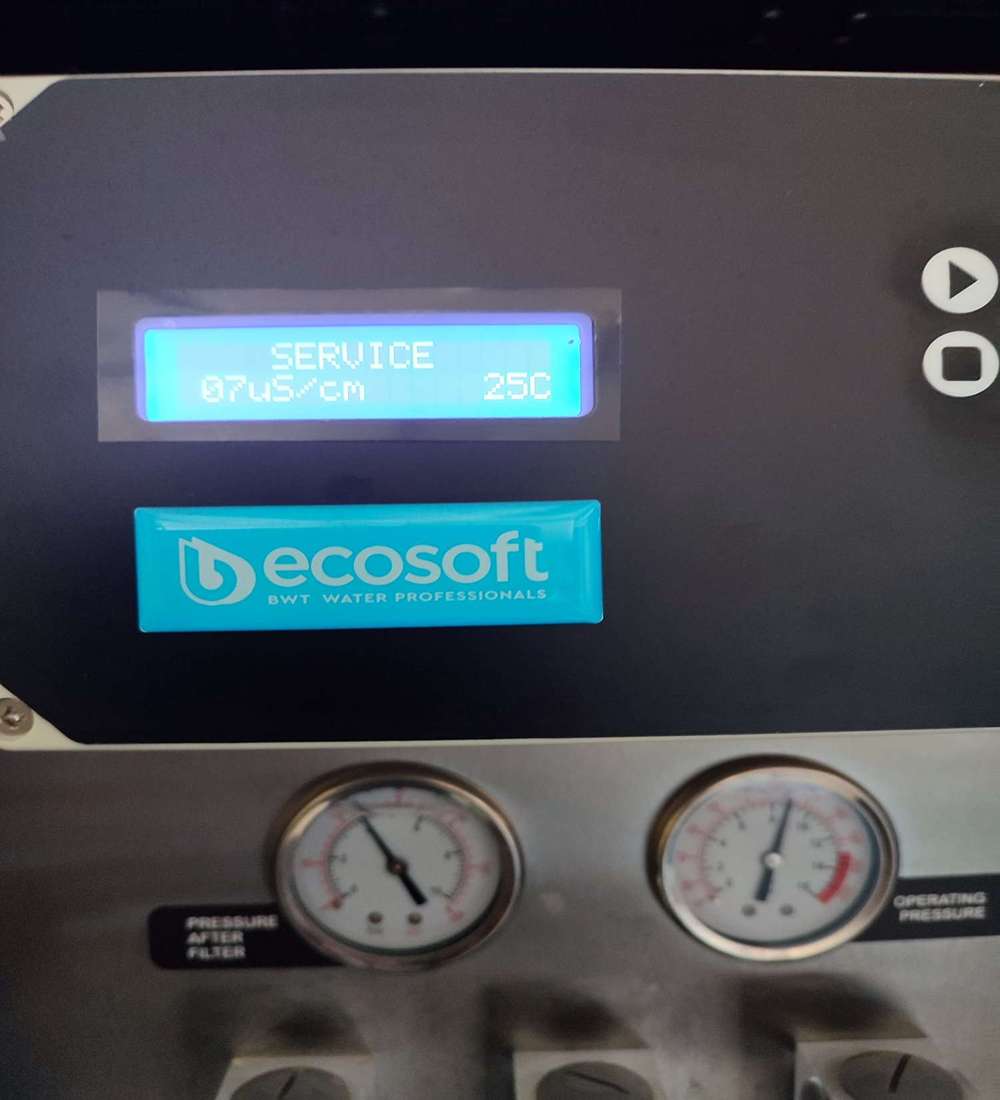 SERVICE
07uS/cm 25C
ecosoft
BWT WATER PROFESSIONALS
PRESSURE
AFTER
FILTER
OPERATING
PRESSURE